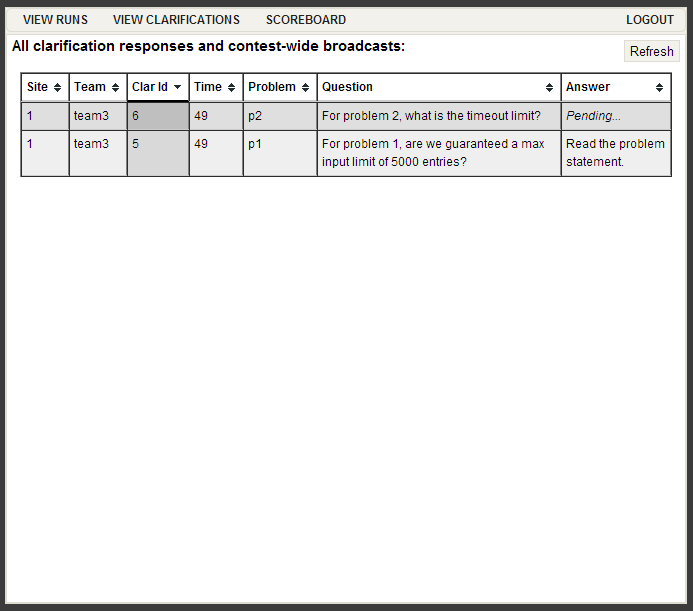 VIEW RUNS VIEW CLARIFICATIONS SCOREBOARD LOGOUT
All clarification responses and contest-wide broadcasts:
Refresh
Site Team Clar Id Time Problem Question Answer
1 team3 6 49 p2 For problem 2, what is the timeout limit? Pending...
1 team3 5 49 p1 For problem 1, are we guaranteed a max Read the problem
input limit of 5000 entries? statement.